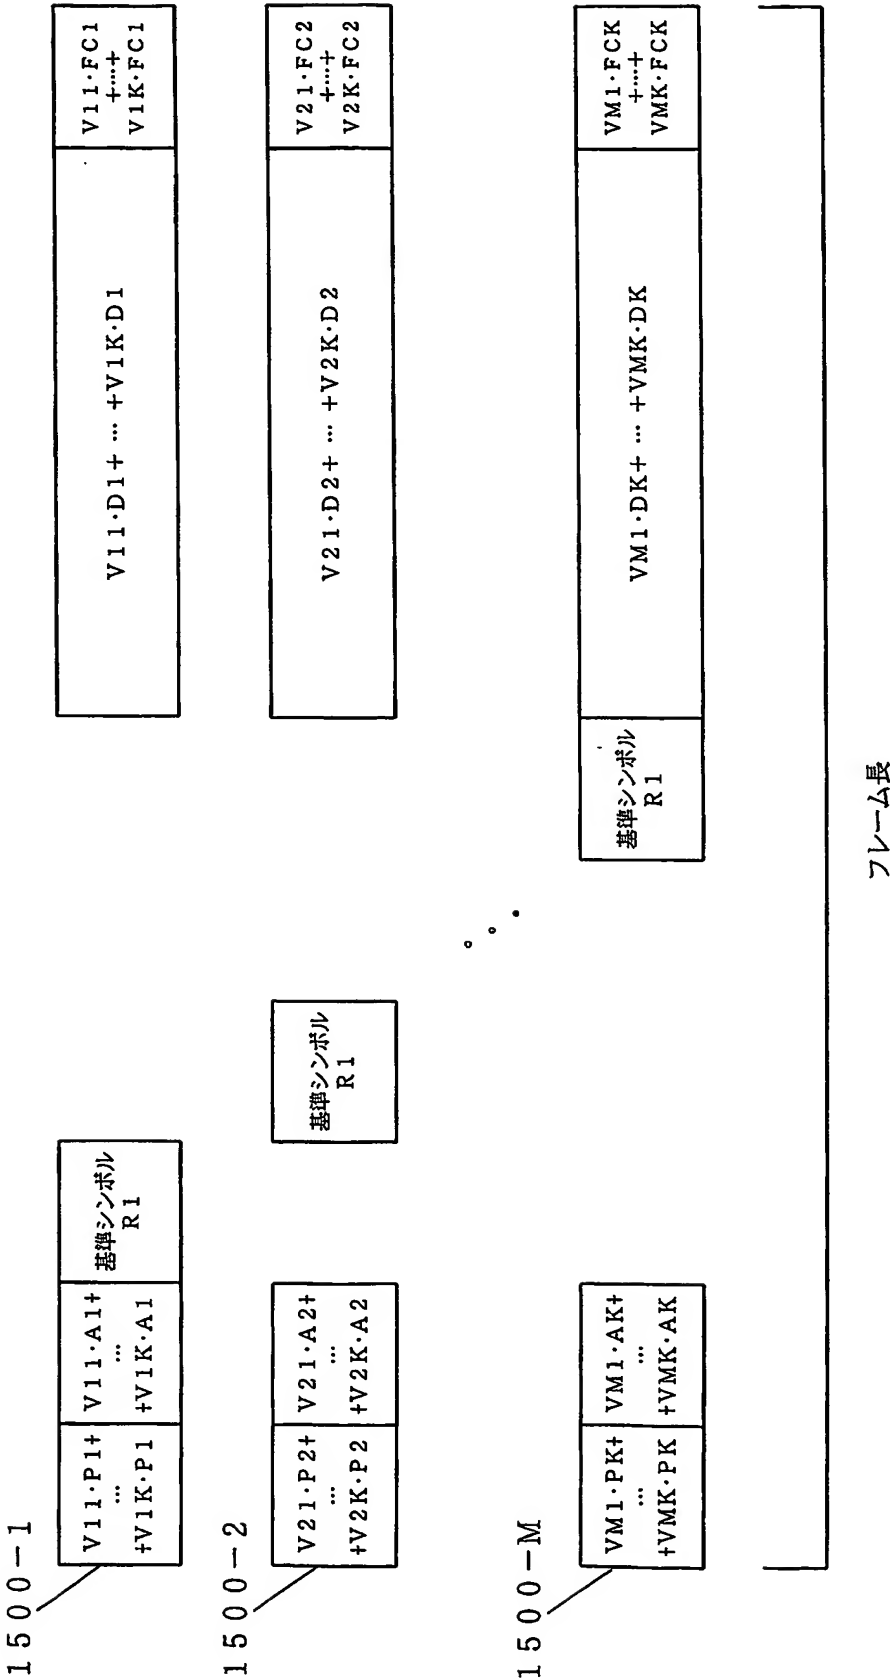 1500-1
V11·P1+
…
+V1K·P1
V11·A1+
…
+V1K·A1
基準シンボル
R1
V11·D1+ … +V1K·D1
V11·FC1
+…+
V1K·FC1
1500-2
V21·P2+
…
+V2K·P2
V21·A2+
…
+V2K·A2
基準シンボル
R1
V21·D2+ … +V2K·D2
V21·FC2
+…+
V2K·FC2
1500-M
VM1·PK+
…
+VMK·PK
VM1·AK+
…
+VMK·AK
基準シンボル
R1
VM1·DK+ … +VMK·DK
VM1·FCK
+…+
VMK·FCK
フレーム長